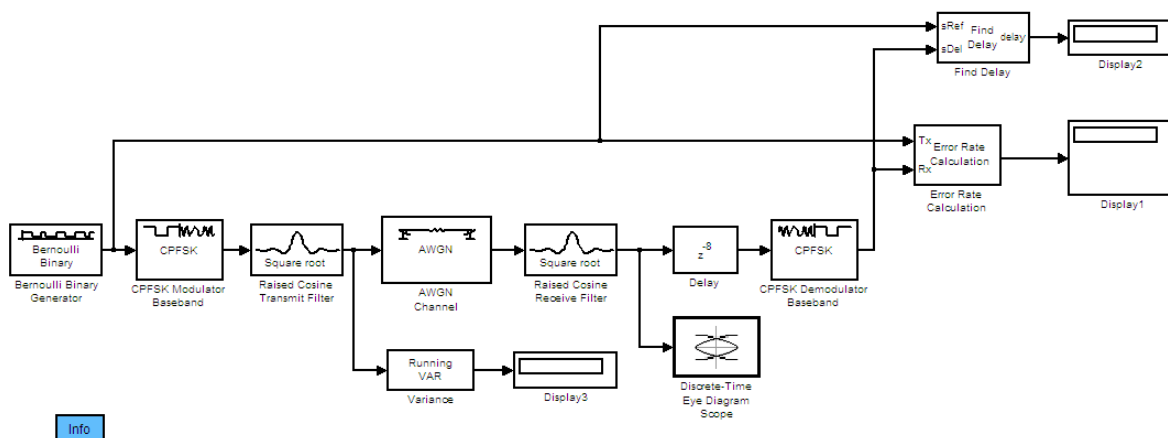 sRef
Find
Delay
delay
sDel
Find Delay
Display2
Tx
Error Rate
Calculation
Rx
Error Rate
Calculation
Display1
Bernoulli
Binary
Bernoulli Binary
Generator
CPFSK
CPFSK Modulator
Baseband
Square root
Raised Cosine
Transmit Filter
AWGN
AWGN
Channel
Square root
Raised Cosine
Receive Filter
-8
z
Delay
CPFSK
CPFSK Demodulator
Baseband
Running
VAR
Variance
Display3
Discrete-Time
Eye Diagram
Scope
Info